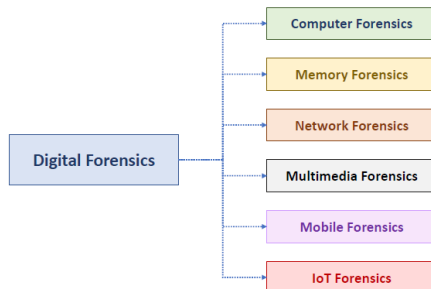 Computer Forensics
Memory Forensics
Network Forensics
Digital Forensics
Multimedia Forensics
Mobile Forensics
IoT Forensics